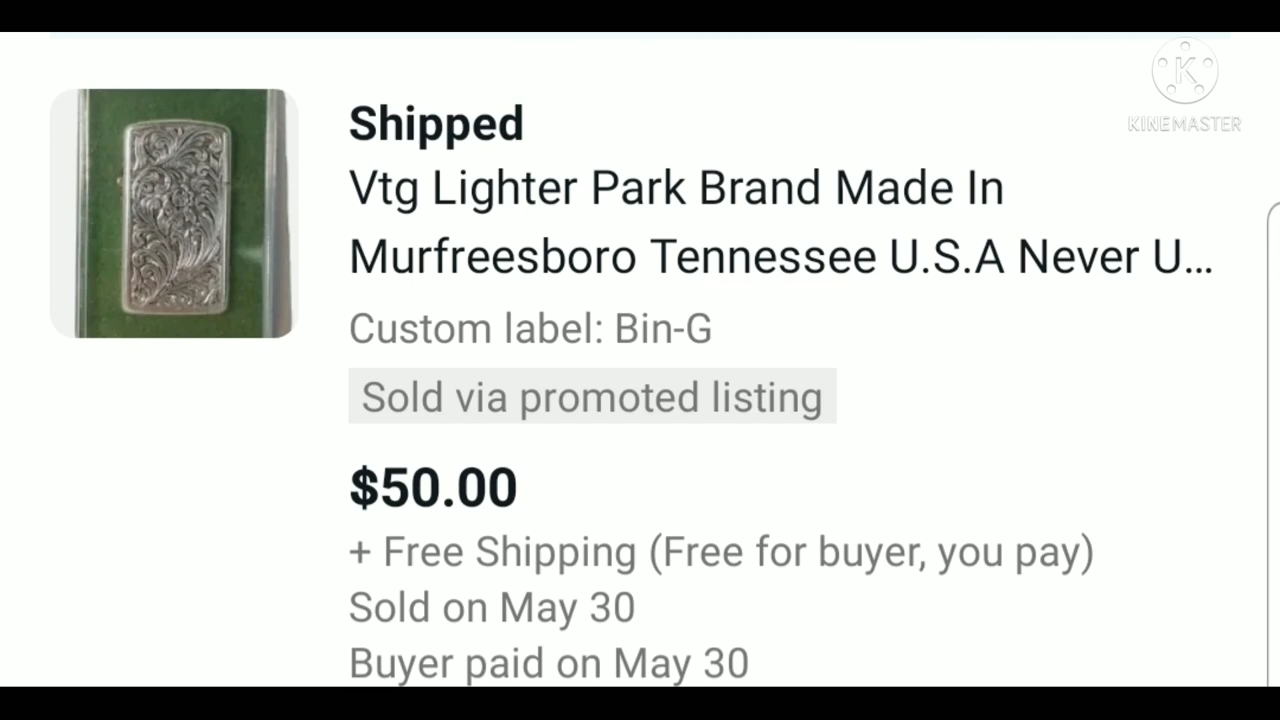 K
KINEMASTER
Shipped
Vtg Lighter Park Brand Made In
Murfreesboro Tennessee U.S.A Never U...
Custom label: Bin-G
Sold via promoted listing
$50.00
+ Free Shipping (Free for buyer, you pay)
Sold on May 30
Buyer paid on May 30